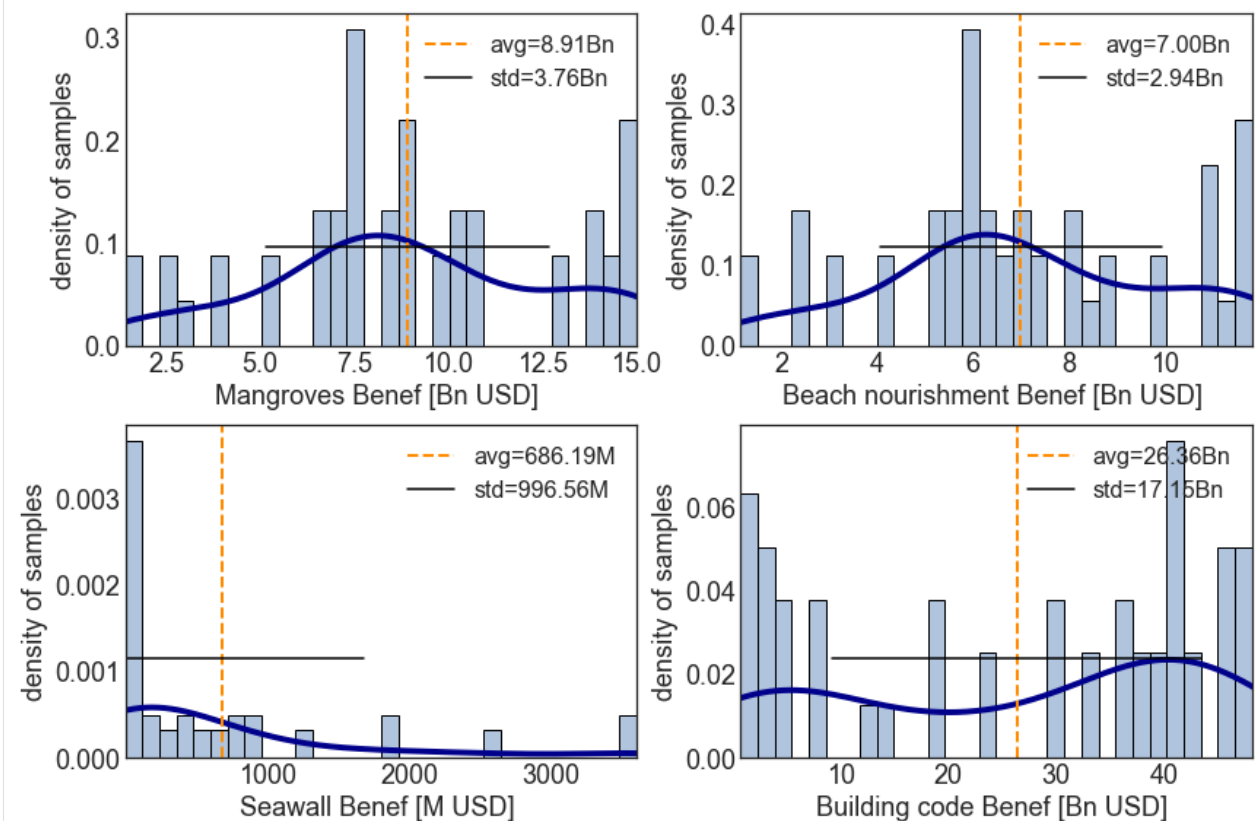 density of samples
0.3
0.2
0.1
0.0
avg=8.91Bn
std=3.76Bn
2.5 5.0 7.5 10.0 12.5 15.0
Mangroves Benef [Bn USD]
density of samples
0.4
0.3
0.2
0.1
0.0
avg=7.00Bn
std=2.94Bn
2 4 6 8 10
Beach nourishment Benef [Bn USD]
density of samples
0.003
0.002
0.001
0.000
avg=686.19M
std=996.56M
1000 2000 3000
Seawall Benef [M USD]
density of samples
0.06
0.04
0.02
0.00
avg=26.36Bn
std=17.15Bn
10 20 30 40
Building code Benef [Bn USD]